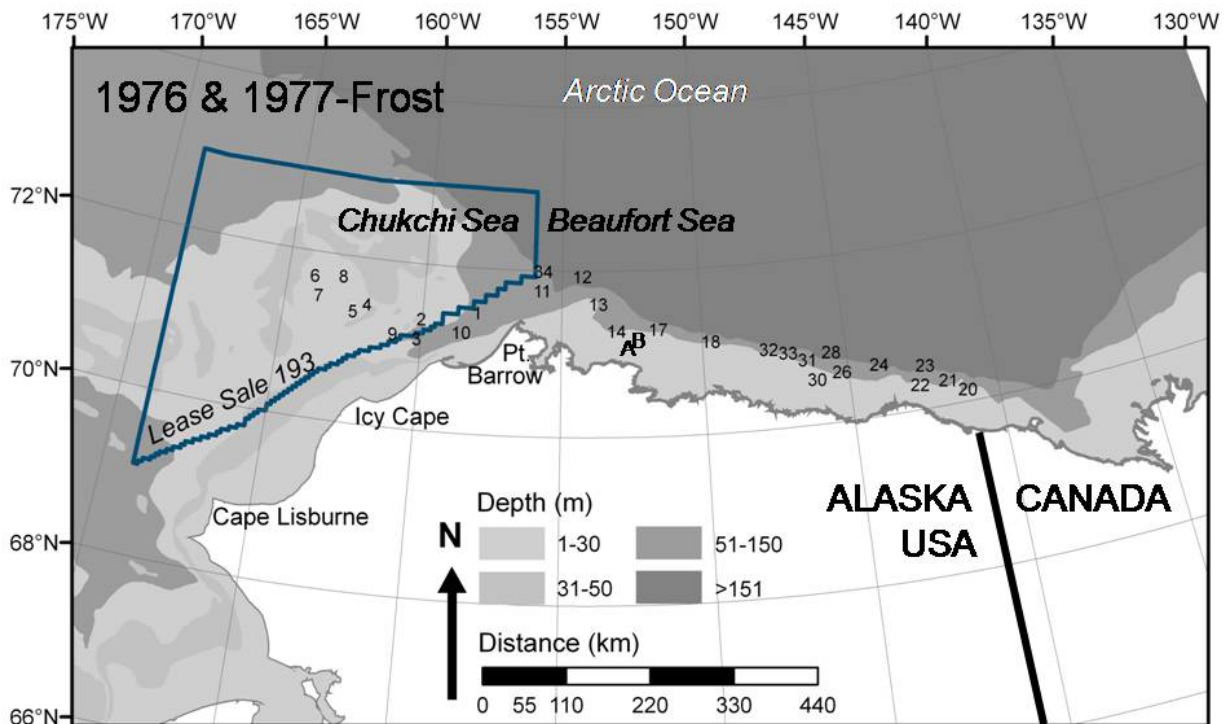 175°W 170°W 165°W 160°W 155°W 150°W 145°W 140°W 135°W 130°W
1976 & 1977-Frost
Arctic Ocean
72°N
Chukchi Sea Beaufort Sea
6 8 34 12
7 11
5 4 13
2 1 17
9 3 10 14 A B 18 32 33 28
31 24 23
30 26 22 21 20
70°N
Pt.
Barrow
Lease Sale 193
Icy Cape
Cape Lisburne
Depth (m)
ALASKA CANADA
USA
N
1-30 51-150
31-50 >151
68°N
Distance (km)
0 55 110 220 330 440
66°N